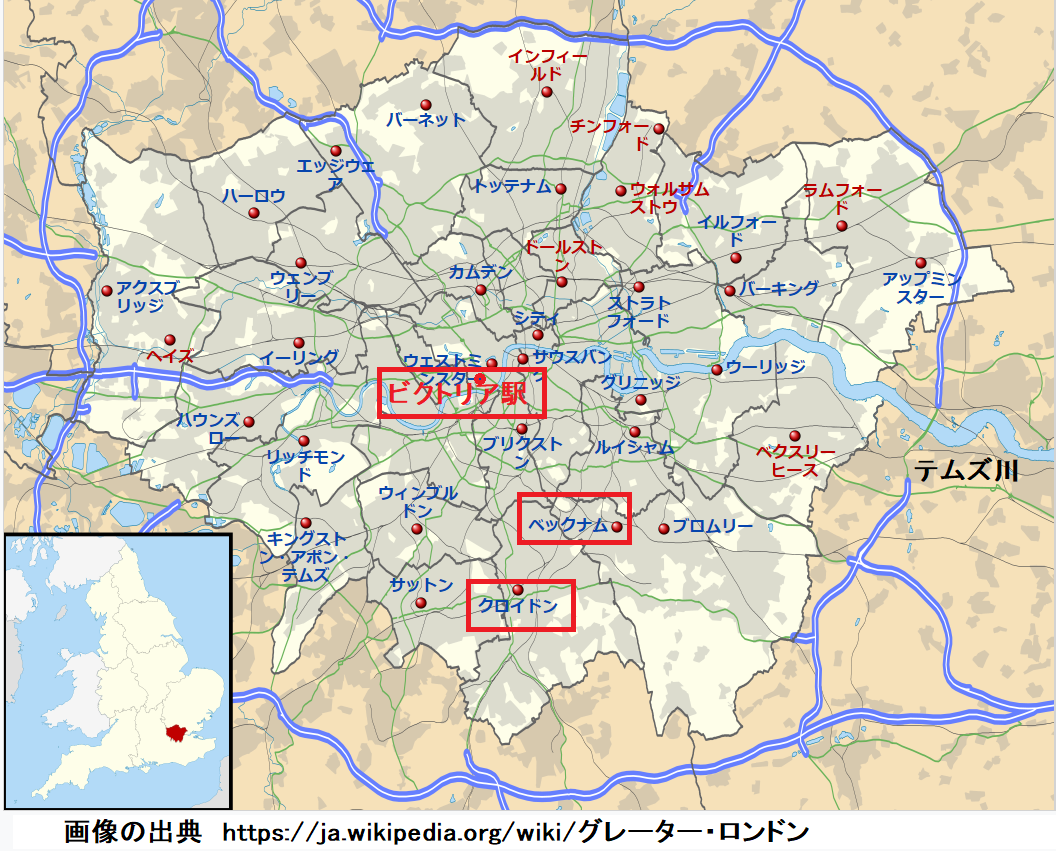 インフィー
ルド
バーネット
チンフォー
ド
エッジウェ
ア
トッテナム
ウォルサム
ストウ
ラムフォー
ド
ハーロウ
イルフォー
ド
ドールスト
ン
カムデン
ウェンブ
リー
アップミン
スター
アクスブ
リッジ
ストラト
フォード
バーキング
シティ
ヘイズ
イーリング
ウェストミ
ンスター
サウスバン
ク
ウーリッジ
グリニッジ
ビクトリア駅
ハウンズ
ロー
リッチモン
ド
ブリクスト
ン
ルイシャム
ベクスリー
ヒース
テムズ川
ウィンブル
ドン
ベックナム
ブロムリー
キングスト
ン・アポン・
テムズ
サットン
クロイドン
画像の出典 https://ja.wikipedia.org/wiki/グレーター・ロンドン